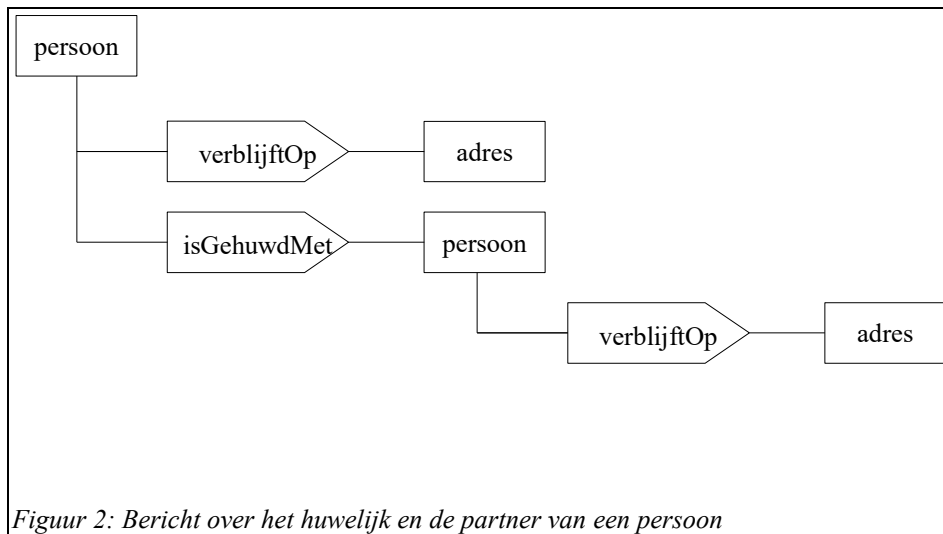 persoon
verblijftOp
adres
isGehuwdMet
persoon
verblijftOp
adres
Figuur 2: Bericht over het huwelijk en de partner van een persoon